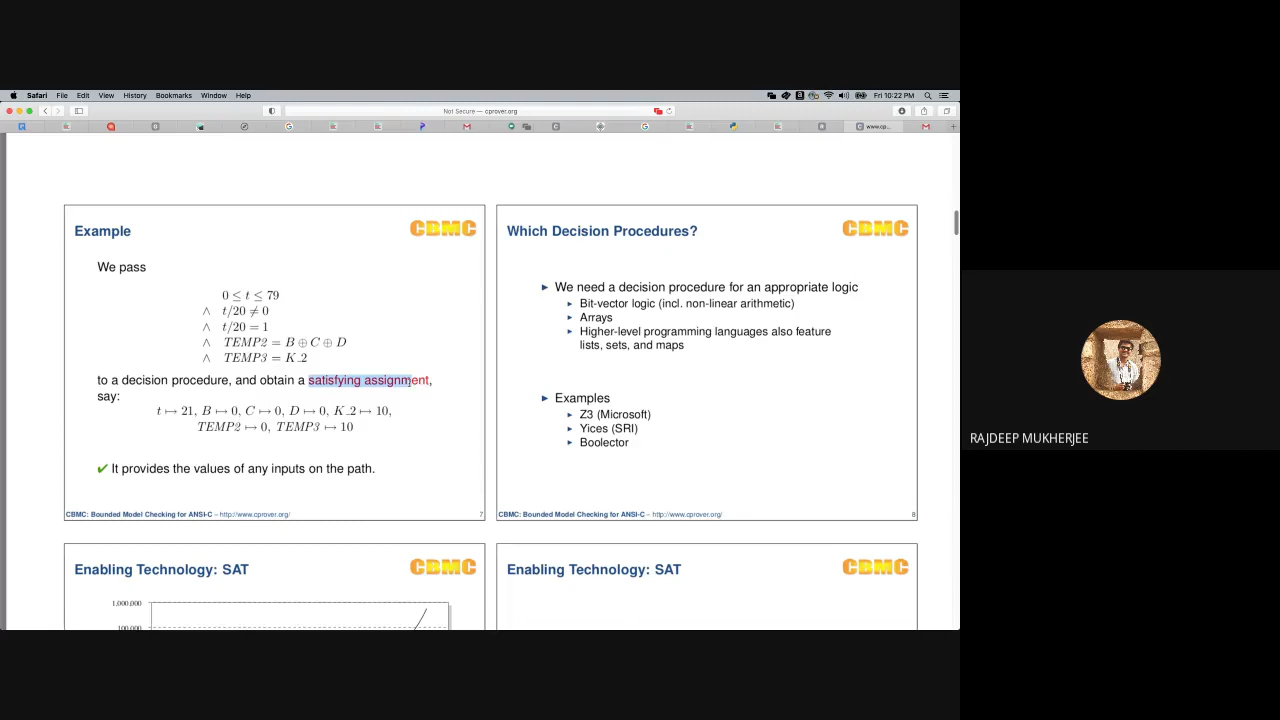 Safari File Edit View History Bookmarks Window Help
Fri 10:22 PM
Not Secure — cprover.org
www.cp...
Example
CBMC
We pass
0 ≤ t ≤ 79
∧ t/20 ≠ 0
∧ t/20 = 1
∧ TEMP2 = B ⊕ C ⊕ D
∧ TEMP3 = K_2
to a decision procedure, and obtain a satisfying assignment,
say:
t ↦ 21, B ↦ 0, C ↦ 0, D ↦ 0, K_2 ↦ 10,
TEMP2 ↦ 0, TEMP3 ↦ 10
✔ It provides the values of any inputs on the path.
CBMC: Bounded Model Checking for ANSI-C – http://www.cprover.org/
7
Which Decision Procedures?
CBMC
► We need a decision procedure for an appropriate logic
► Bit-vector logic (incl. non-linear arithmetic)
► Arrays
► Higher-level programming languages also feature
lists, sets, and maps
► Examples
► Z3 (Microsoft)
► Yices (SRI)
► Boolector
CBMC: Bounded Model Checking for ANSI-C – http://www.cprover.org/
8
Enabling Technology: SAT
CBMC
1,000,000
100,000
Enabling Technology: SAT
CBMC
RAJDEEP MUKHERJEE